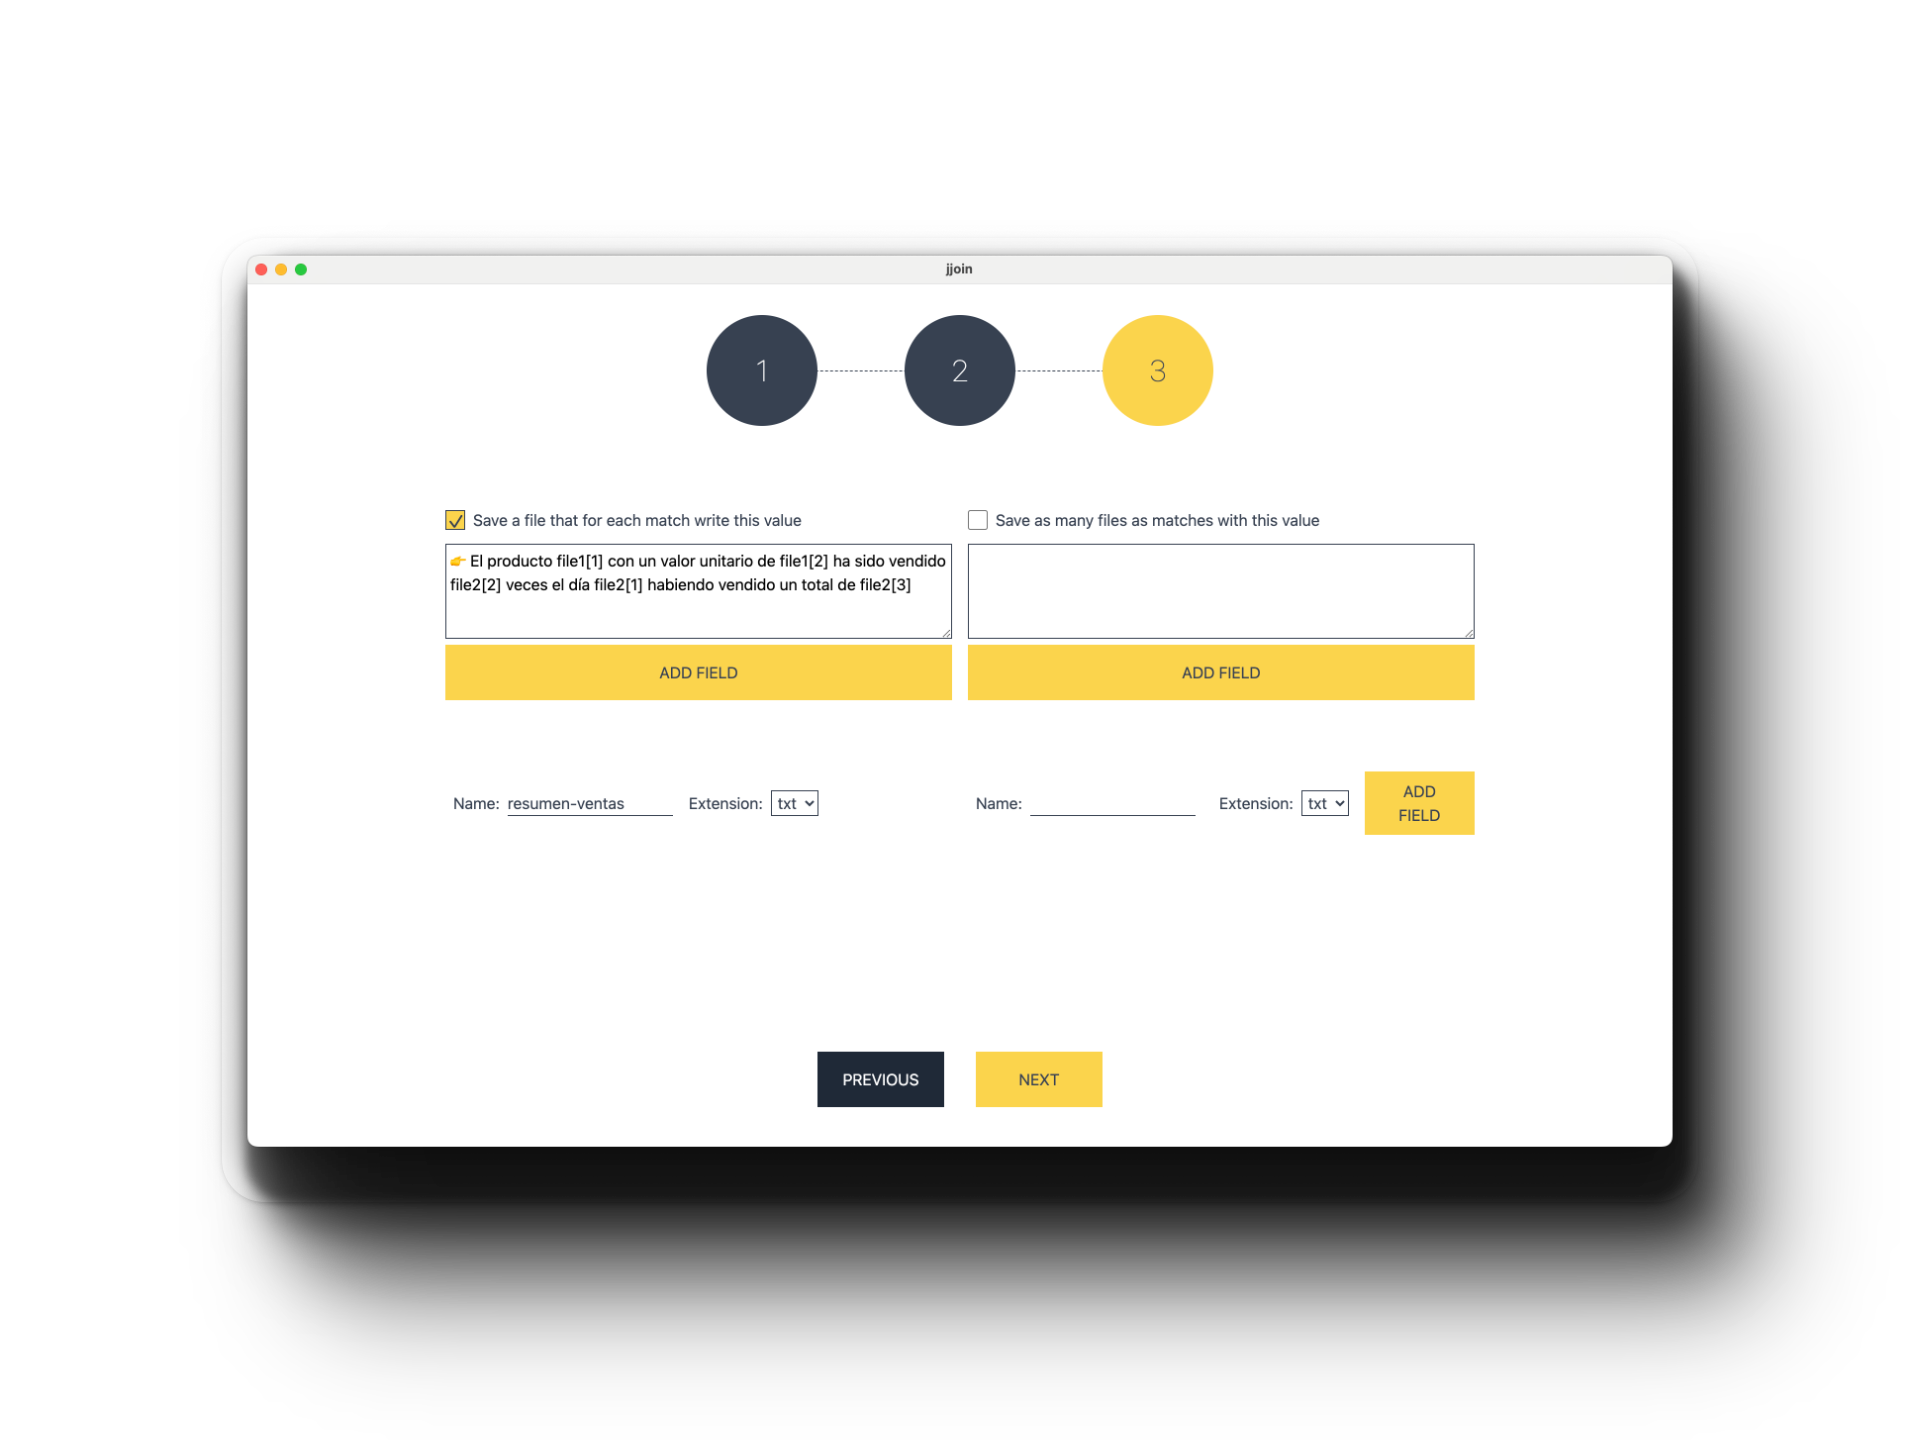 jjoin
1
2
3
Save a file that for each match write this value
👉 El producto file1[1] con un valor unitario de file1[2] ha sido vendido
file2[2] veces el día file2[1] habiendo vendido un total de file2[3]
ADD FIELD
Name: resumen-ventas Extension: txt
Save as many files as matches with this value
ADD FIELD
Name: Extension: txt
ADD
FIELD
PREVIOUS
NEXT